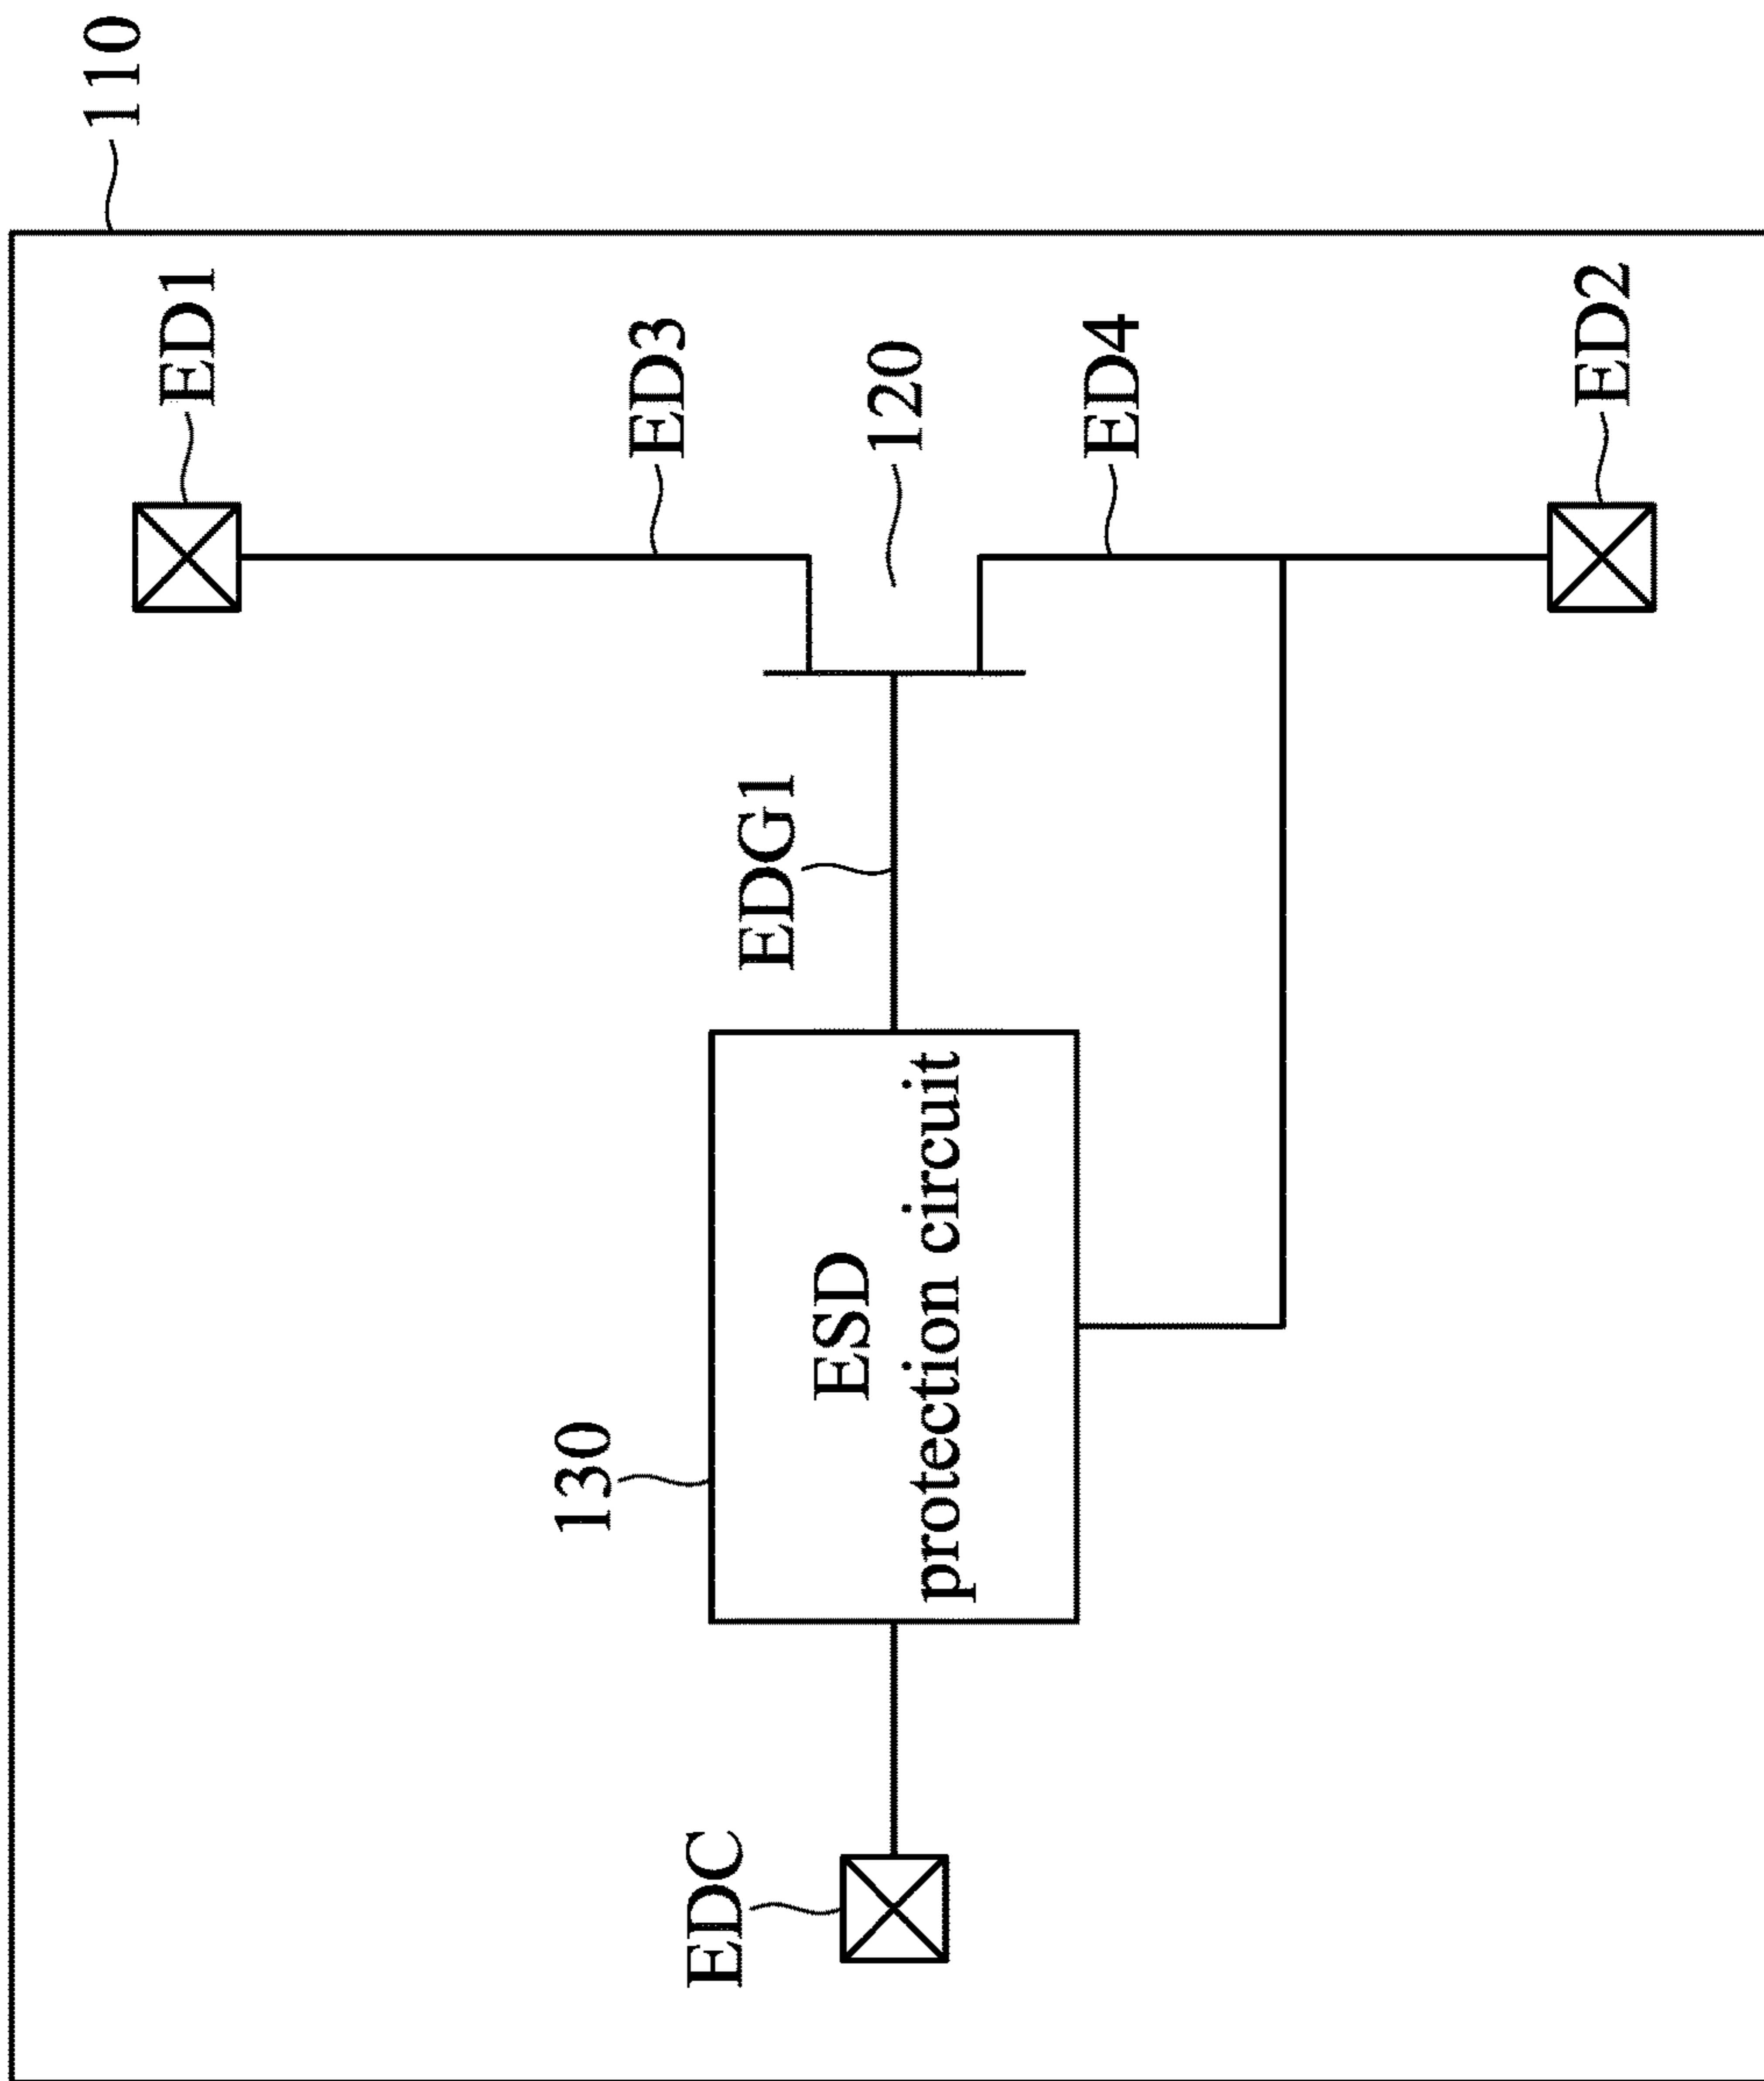 110
ED1
ED3
120
ED4
ED2
EDG1
130
ESD
protection circuit
EDC